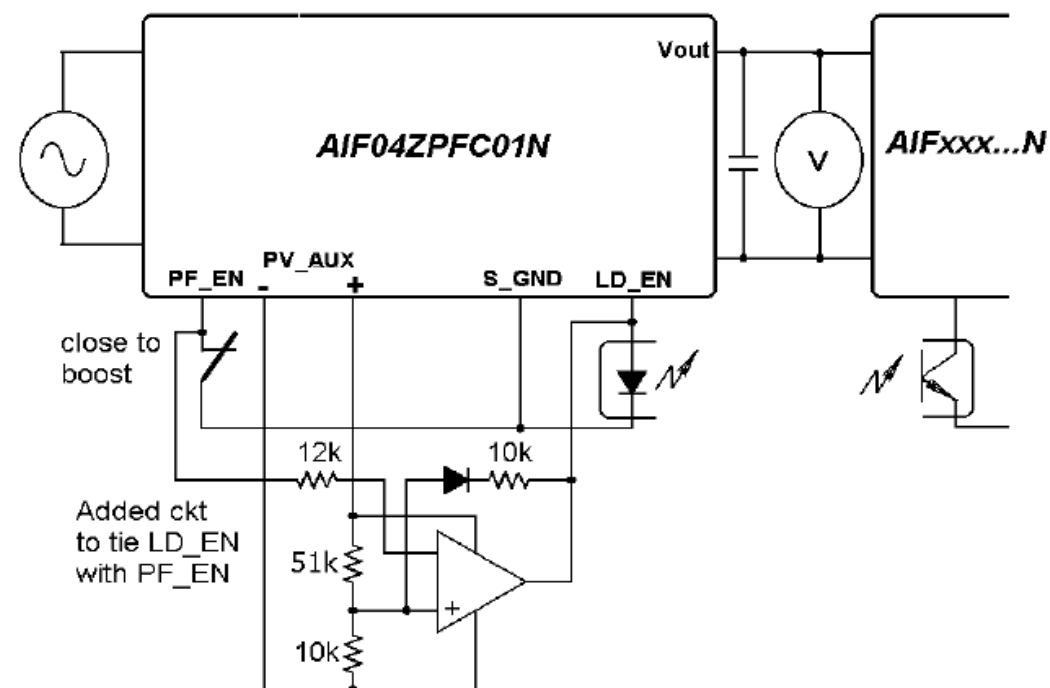 Vout
AIF04ZPFC01N
AIFxxx...N
V
PV_AUX
PF_EN
-
+
S_GND
LD_EN
close to
boost
12k
10k
Added ckt
to tie LD_EN
with PF_EN
51k
+
10k